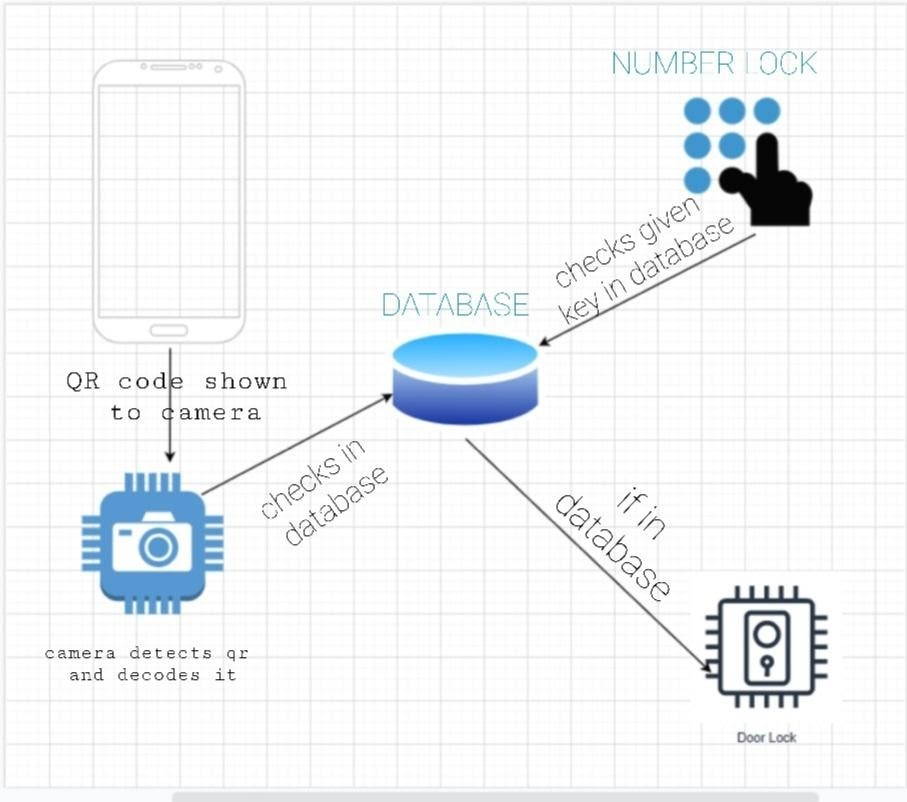 NUMBER LOCK
checks given
key in database
DATABASE
QR code shown
to camera
checks in
database
if in
database
camera detects qr
and decodes it
Door Lock